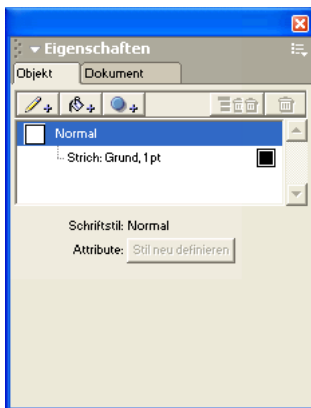 Eigenschaften
Objekt Dokument
Normal
Strich: Grund, 1 pt
Schriftstil: Normal
Attribute: Stil neu definieren